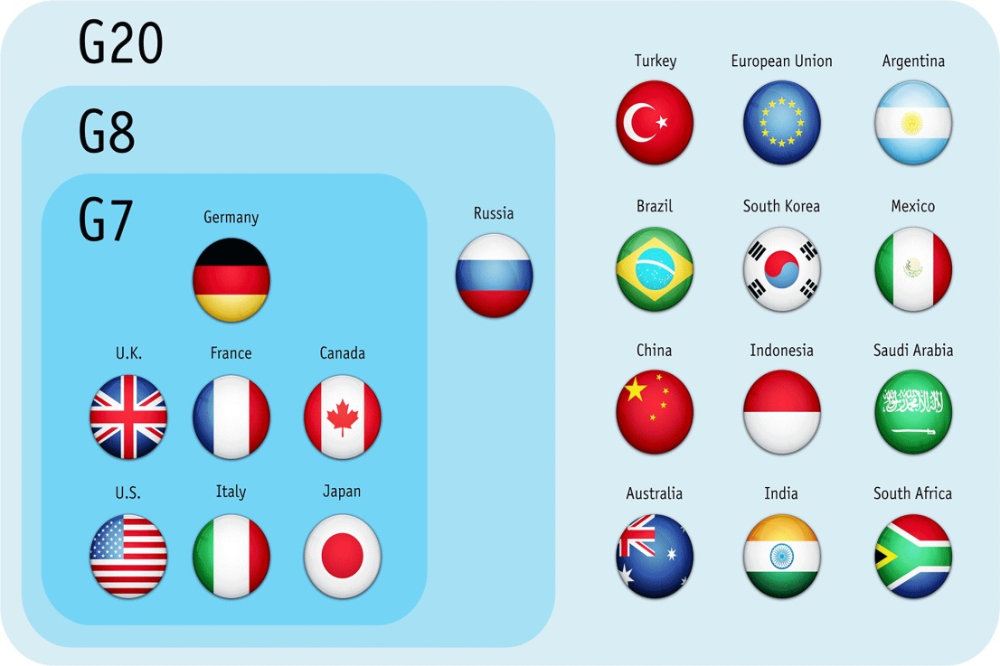 G20
G8
G7
Germany
U.K.
France
Canada
U.S.
Italy
Japan
Russia
Turkey
European Union
Argentina
Brazil
South Korea
Mexico
China
Indonesia
Saudi Arabia
Australia
India
South Africa